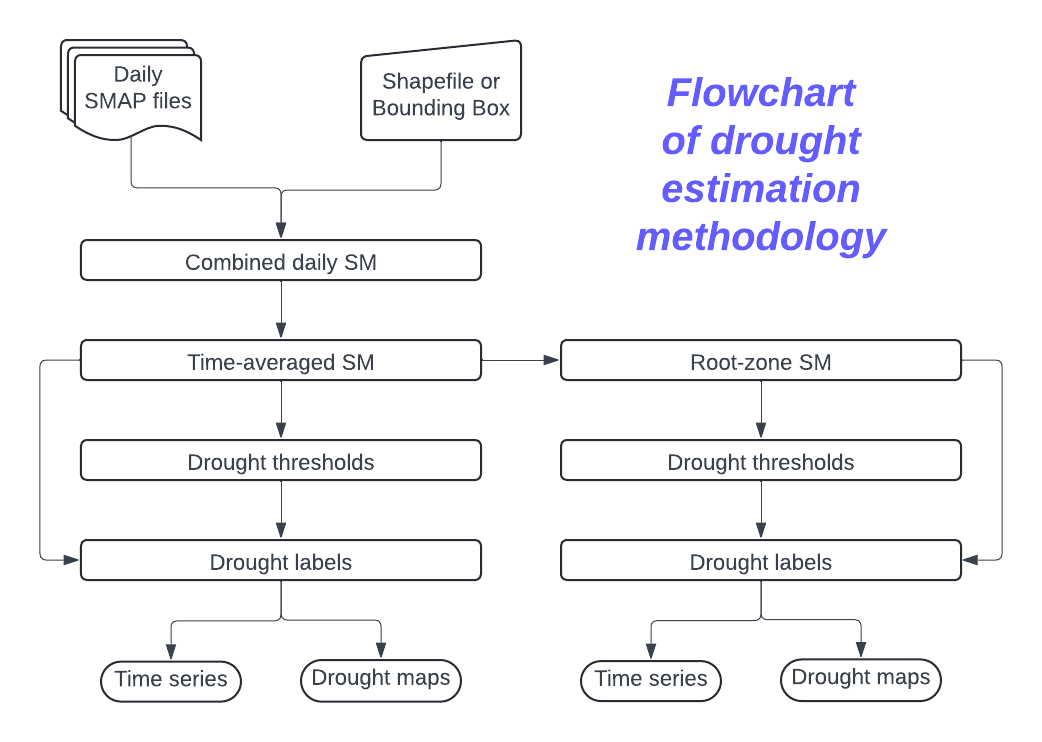 Daily
SMAP files
Shapefile or
Bounding Box
Flowchart
of drought
estimation
methodology
Combined daily SM
Time-averaged SM
Root-zone SM
Drought thresholds
Drought thresholds
Drought labels
Drought labels
Time series
Drought maps
Time series
Drought maps